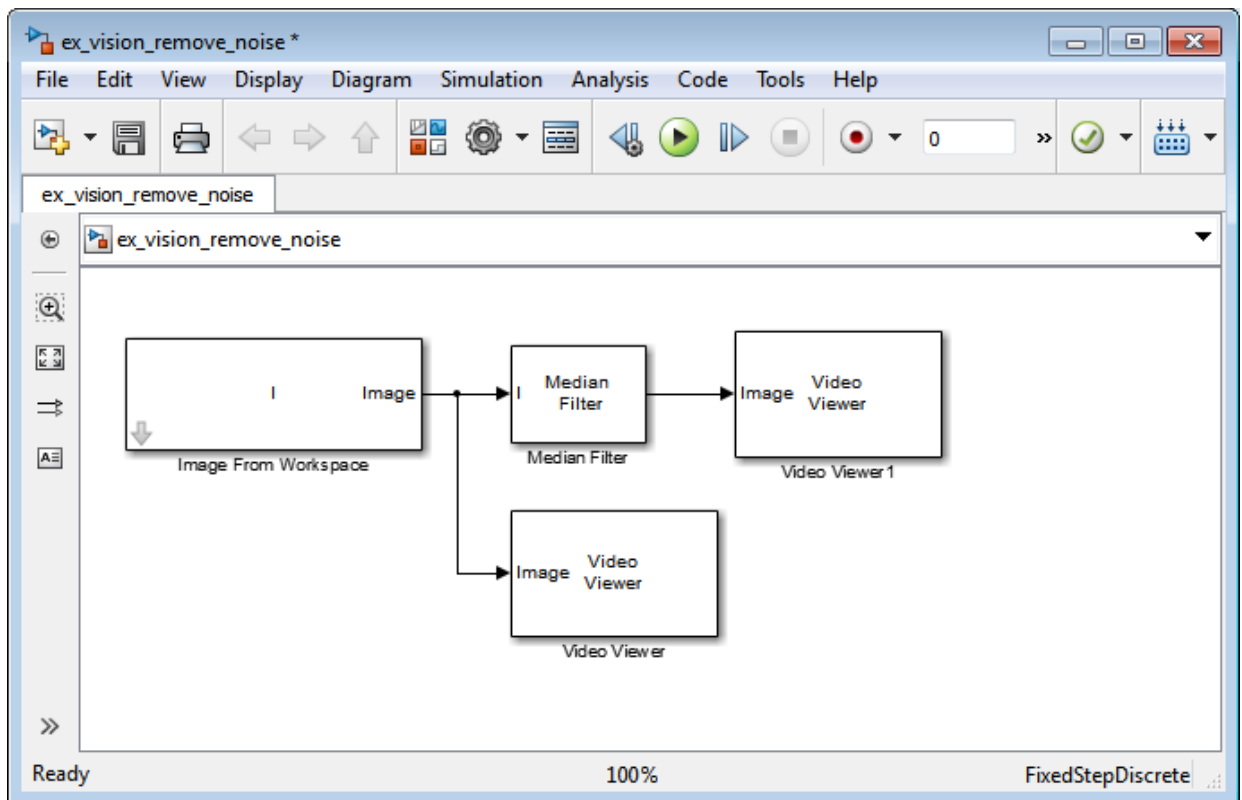 ex_vision_remove_noise *
File Edit View Display Diagram Simulation Analysis Code Tools Help
0 »
ex_vision_remove_noise
ex_vision_remove_noise
I Image
Image From Workspace
I Median
Filter
Median Filter
Image Video
Viewer
Video Viewer1
Image Video
Viewer
Video Viewer
A
»
Ready 100% FixedStepDiscrete